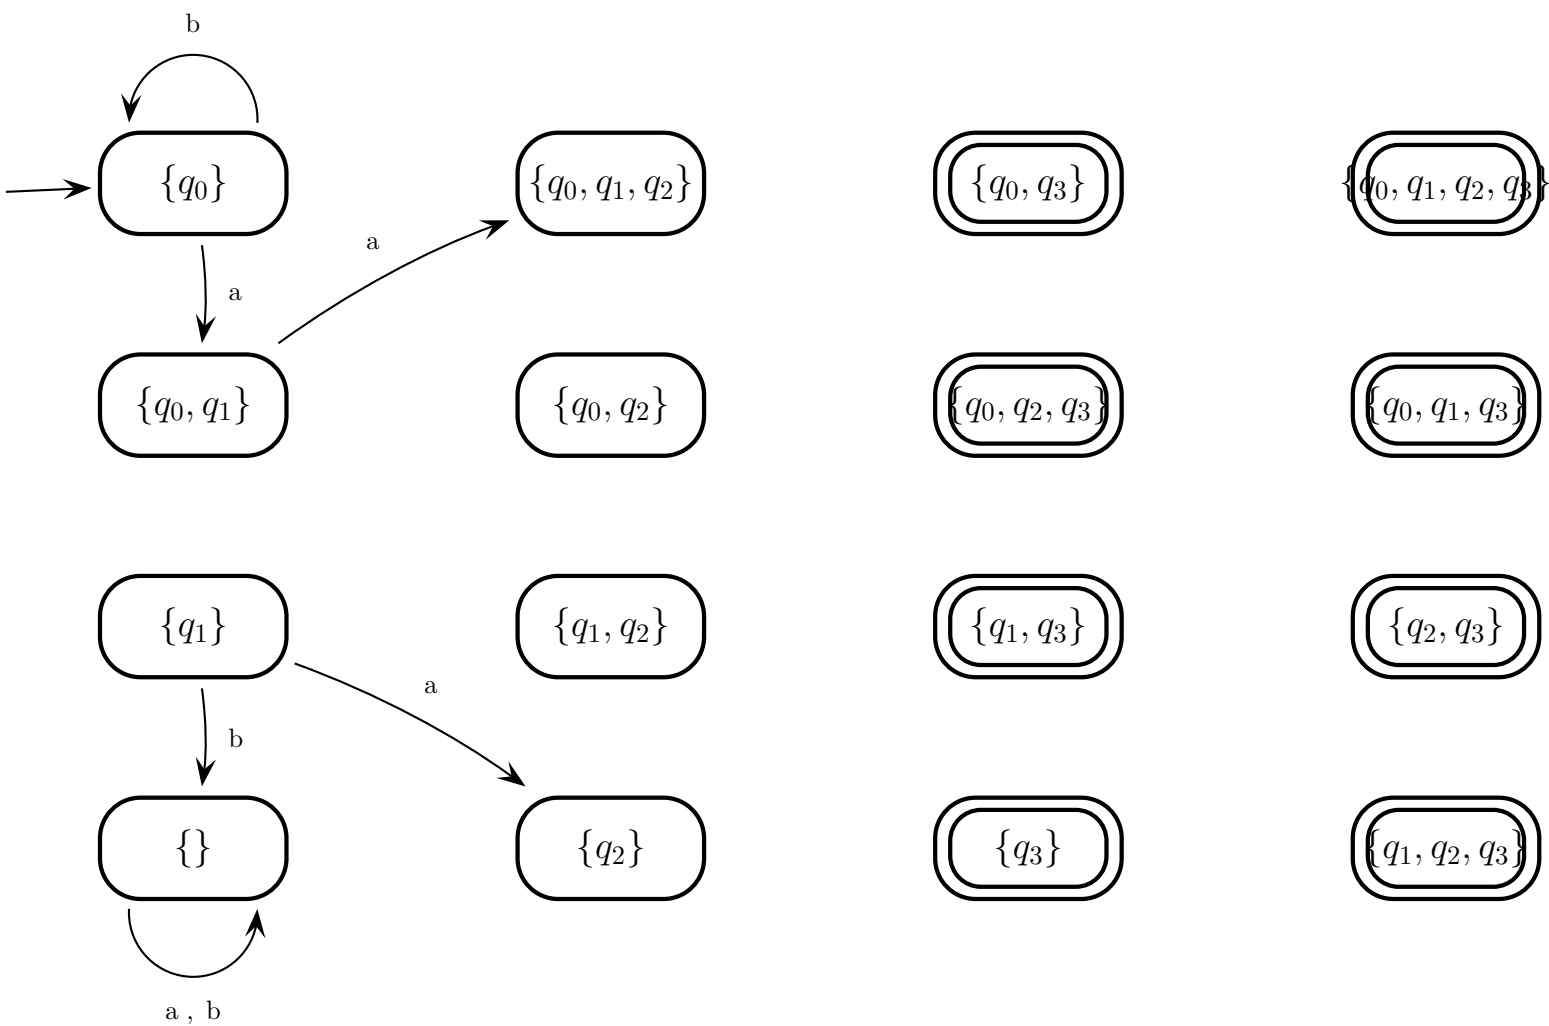 b
{q₀} {q₀, q₁, q₂} {q₀, q₃} {q₀, q₁, q₂, q₃}
a
a
{q₀, q₁} {q₀, q₂} {q₀, q₂, q₃} {q₀, q₁, q₃}
{q₁} {q₁, q₂} {q₁, q₃} {q₂, q₃}
a
b
{} {q₂} {q₃} {q₁, q₂, q₃}
a , b